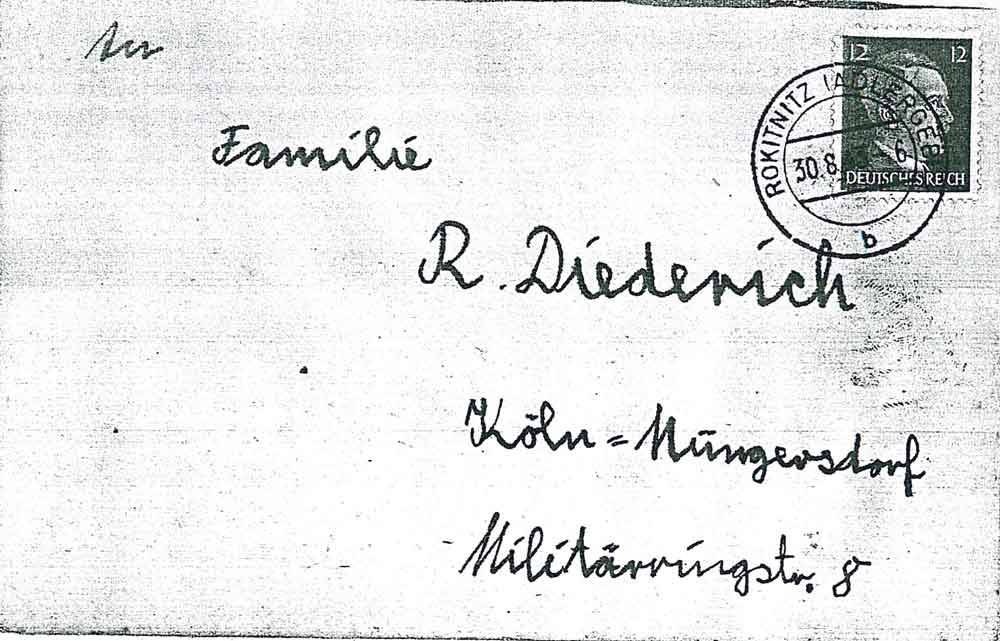 An
12 12
ROKITNITZ (ADLERGEB
30.8. 6
DEUTSCHES REICH
b
Familie
R. Diederich
Köln=Müngersdorf
Militärringstr. 8